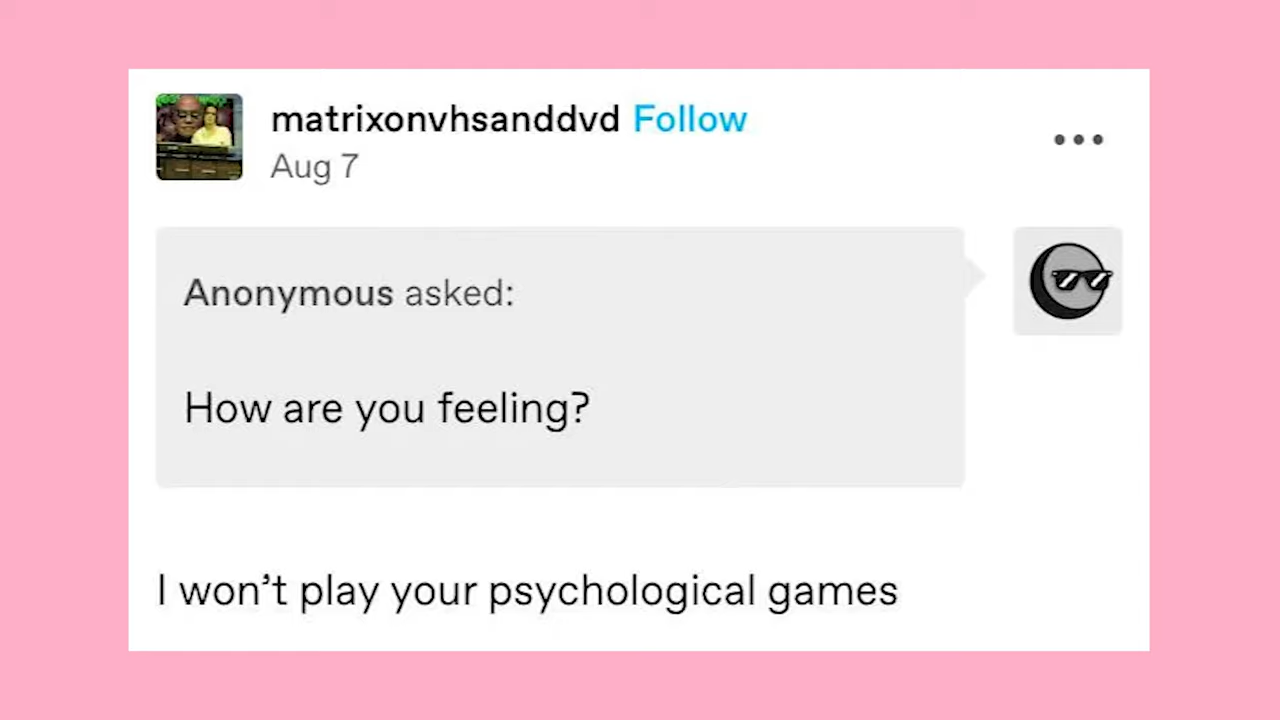 matrixonvhsanddvd Follow
Aug 7
Anonymous asked:
How are you feeling?
I won’t play your psychological games